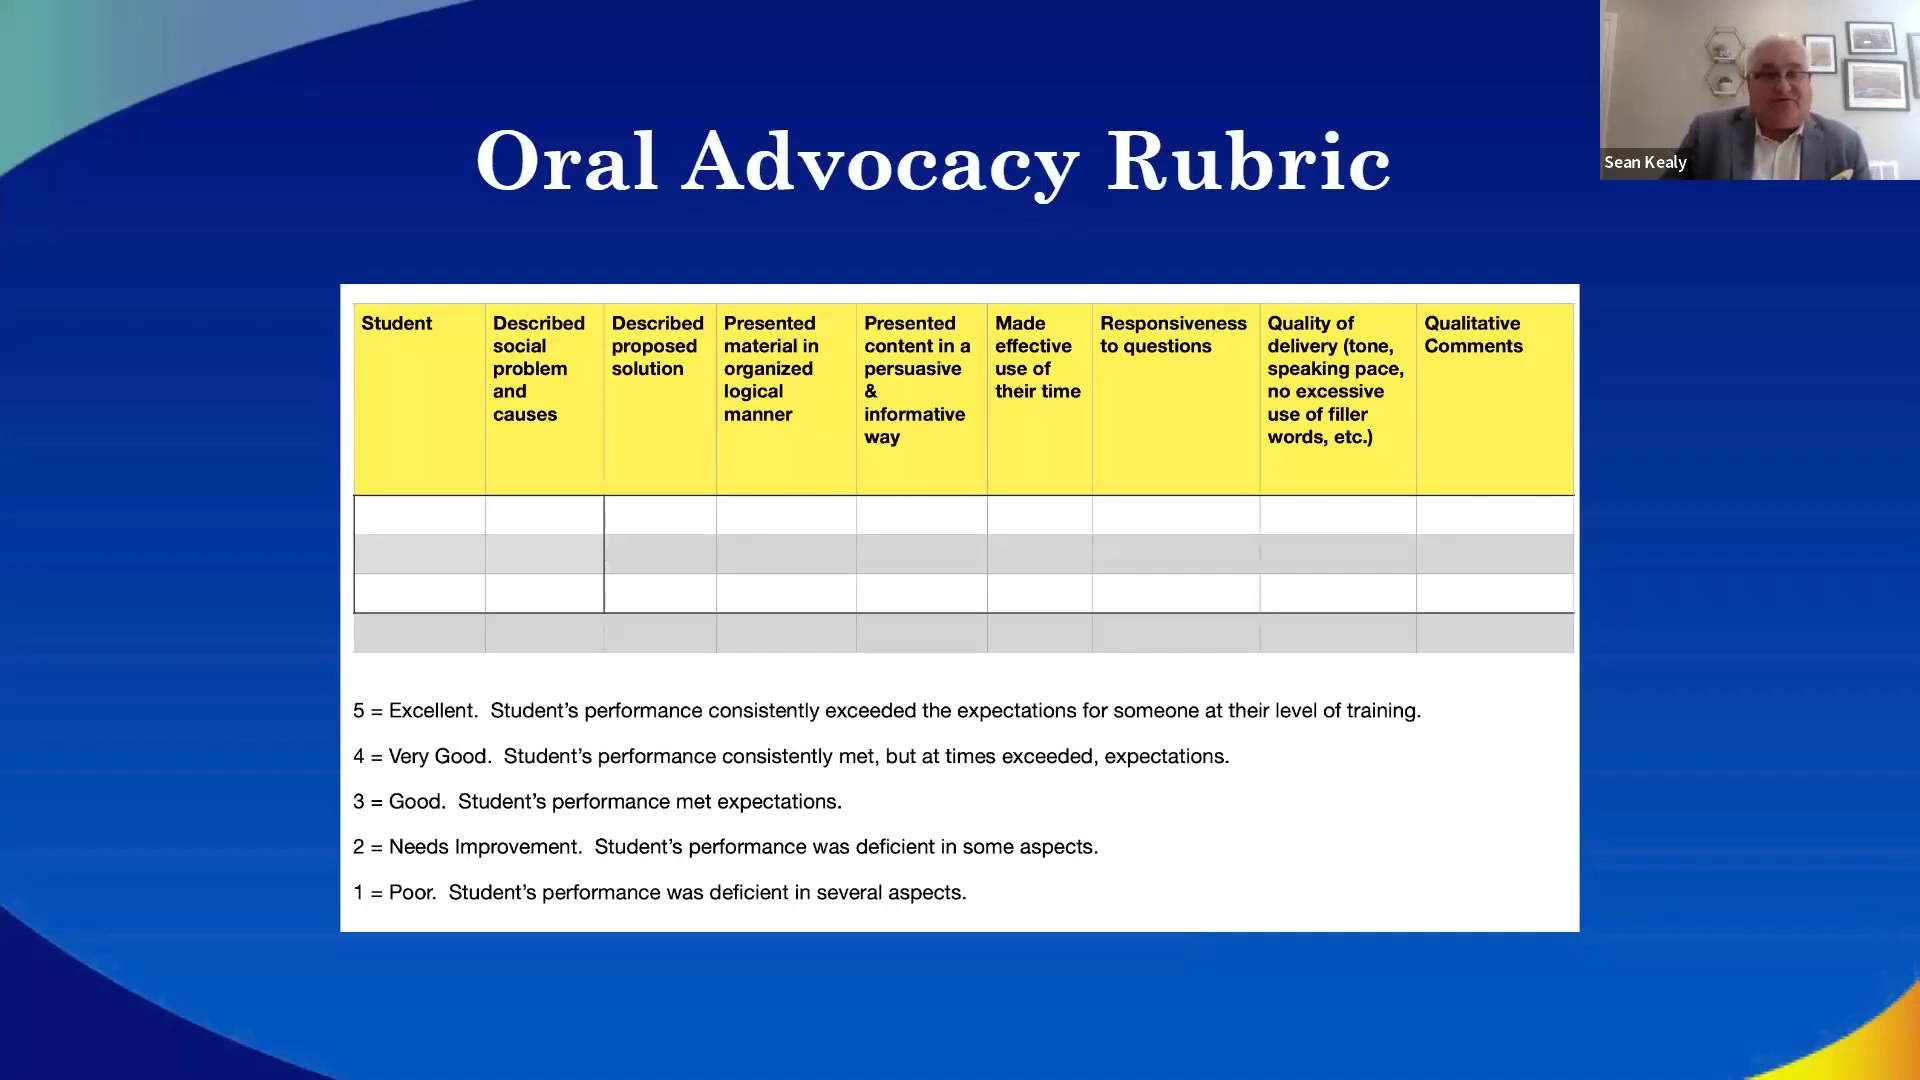 Oral Advocacy Rubric
Sean Kealy
Student
Described
social
problem
and
causes
Described
proposed
solution
Presented
material in
organized
logical
manner
Presented
content in a
persuasive
&
informative
way
Made
effective
use of
their time
Responsiveness
to questions
Quality of
delivery (tone,
speaking pace,
no excessive
use of filler
words, etc.)
Qualitative
Comments
5 = Excellent.  Student’s performance consistently exceeded the expectations for someone at their level of training.
4 = Very Good.  Student’s performance consistently met, but at times exceeded, expectations.
3 = Good.  Student’s performance met expectations.
2 = Needs Improvement.  Student’s performance was deficient in some aspects.
1 = Poor.  Student’s performance was deficient in several aspects.